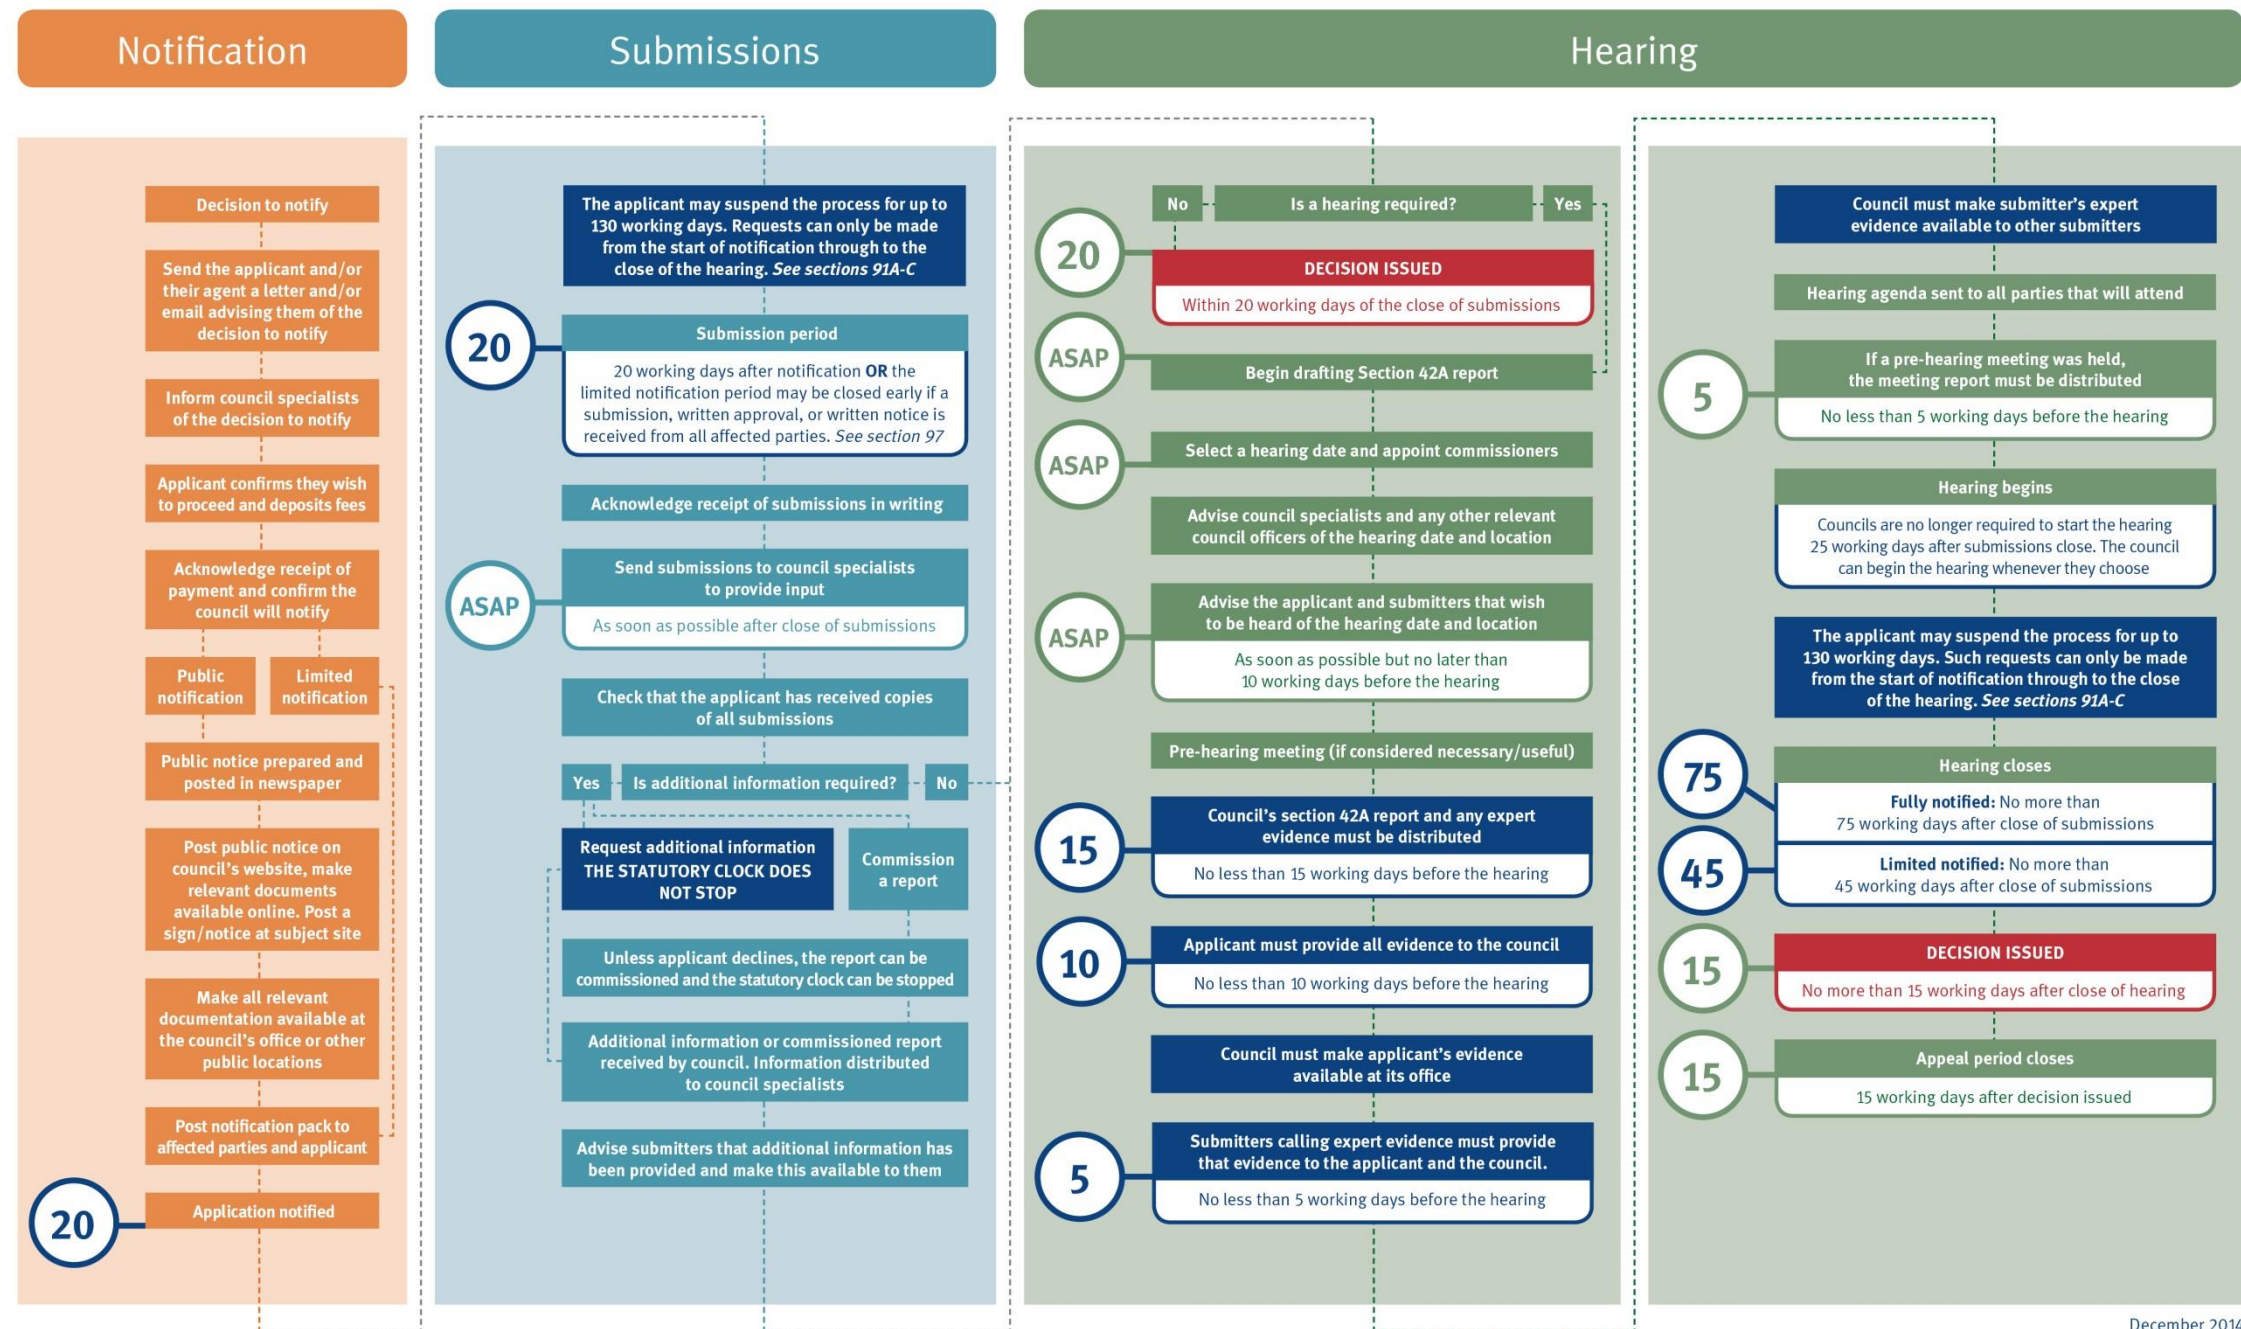 Notification
Submissions
Hearing
Decision to notify
Send the applicant and/or
their agent a letter and/or
email advising them of the
decision to notify
Inform council specialists
of the decision to notify
Applicant confirms they wish
to proceed and deposits fees
Acknowledge receipt of
payment and confirm the
council will notify
Public
notification
Limited
notification
Public notice prepared and
posted in newspaper
Post public notice on
council's website, make
relevant documents
available online. Post a
sign/notice at subject site
Make all relevant
documentation available at
the council's office or other
public locations
Post notification pack to
affected parties and applicant
20
Application notified
The applicant may suspend the process for up to
130 working days. Requests can only be made
from the start of notification through to the
close of the hearing. See sections 91A-C
20
Submission period
20 working days after notification OR the
limited notification period may be closed early if a
submission, written approval, or written notice is
received from all affected parties. See section 97
Acknowledge receipt of submissions in writing
ASAP
Send submissions to council specialists
to provide input
As soon as possible after close of submissions
Check that the applicant has received copies
of all submissions
Yes
Is additional information required?
No
Request additional information
THE STATUTORY CLOCK DOES
NOT STOP
Commission
a report
Unless applicant declines, the report can be
commissioned and the statutory clock can be stopped
Additional information or commissioned report
received by council. Information distributed
to council specialists
Advise submitters that additional information has
been provided and make this available to them
No
Is a hearing required?
Yes
20
DECISION ISSUED
Within 20 working days of the close of submissions
ASAP
Begin drafting Section 42A report
ASAP
Select a hearing date and appoint commissioners
Advise council specialists and any other relevant
council officers of the hearing date and location
ASAP
Advise the applicant and submitters that wish
to be heard of the hearing date and location
As soon as possible but no later than
10 working days before the hearing
Pre-hearing meeting (if considered necessary/useful)
15
Council's section 42A report and any expert
evidence must be distributed
No less than 15 working days before the hearing
10
Applicant must provide all evidence to the council
No less than 10 working days before the hearing
Council must make applicant's evidence
available at its office
5
Submitters calling expert evidence must provide
that evidence to the applicant and the council.
No less than 5 working days before the hearing
Council must make submitter's expert
evidence available to other submitters
Hearing agenda sent to all parties that will attend
5
If a pre-hearing meeting was held,
the meeting report must be distributed
No less than 5 working days before the hearing
Hearing begins
Councils are no longer required to start the hearing
25 working days after submissions close. The council
can begin the hearing whenever they choose
The applicant may suspend the process for up to
130 working days. Such requests can only be made
from the start of notification through to the close
of the hearing. See sections 91A-C
75
Hearing closes
Fully notified: No more than
75 working days after close of submissions
45
Limited notified: No more than
45 working days after close of submissions
15
DECISION ISSUED
No more than 15 working days after close of hearing
15
Appeal period closes
15 working days after decision issued
December 2014